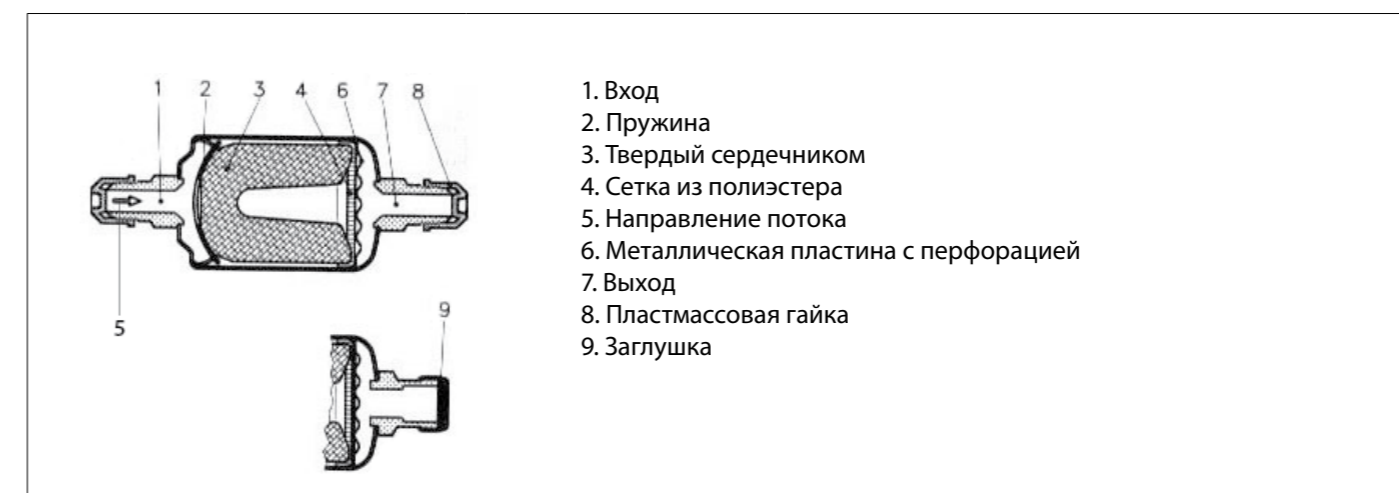 1 2 3 4 6 7 8
5
9
1. Вход
2. Пружина
3. Твердый сердечником
4. Сетка из полиэстера
5. Направление потока
6. Металлическая пластина с перфорацией
7. Выход
8. Пластмассовая гайка
9. Заглушка